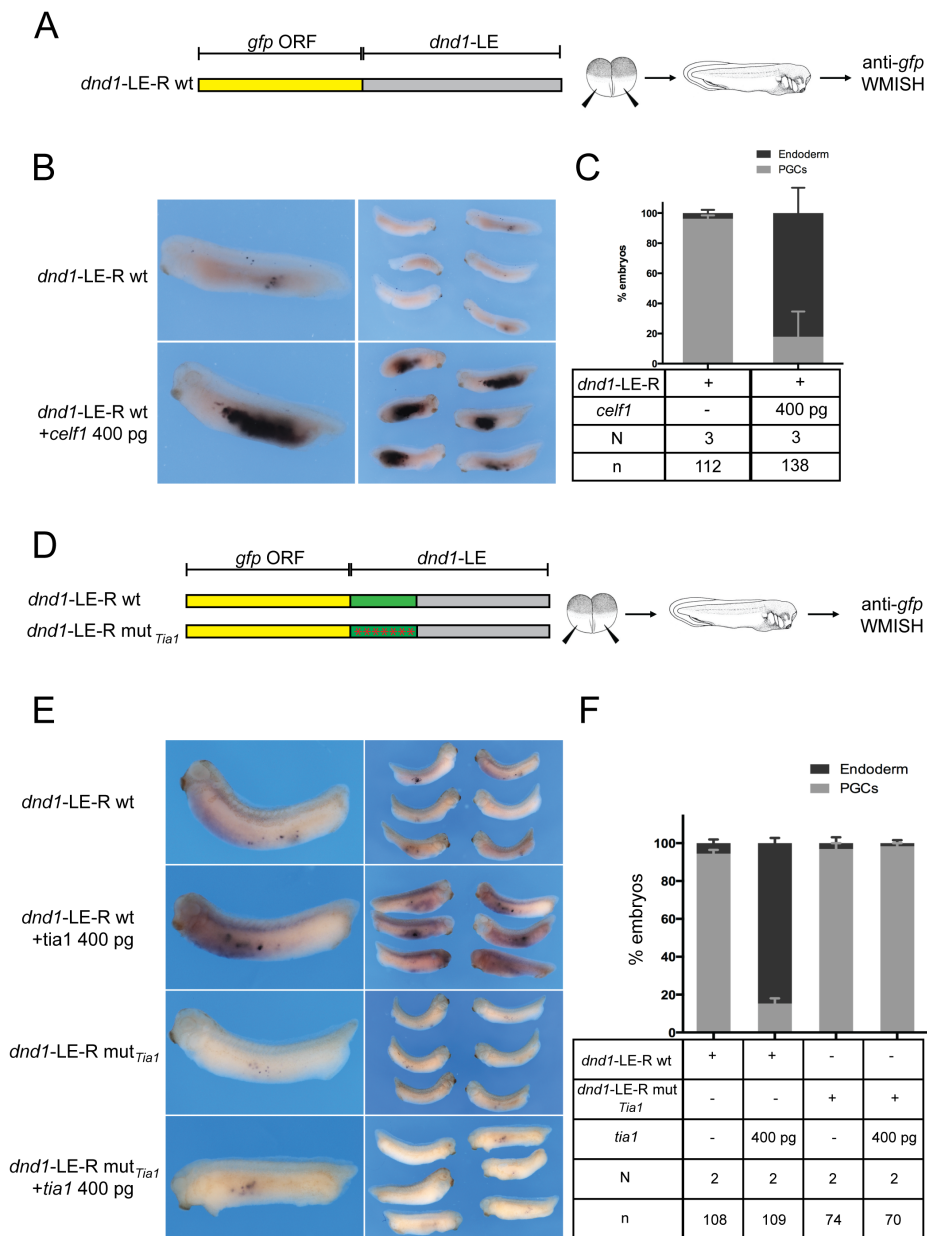 A
gfp ORF
dnd1-LE
dnd1-LE-R wt
anti-gfp
WMISH
B
dnd1-LE-R wt
dnd1-LE-R wt
+celf1 400 pg
C
Endoderm
PGCs
100
80
60
40
20
0
% embryos
dnd1-LE-R + +
celf1 - 400 pg
N 3 3
n 112 138
D
gfp ORF
dnd1-LE
dnd1-LE-R wt
dnd1-LE-R mut Tia1
anti-gfp
WMISH
E
dnd1-LE-R wt
dnd1-LE-R wt
+tia1 400 pg
dnd1-LE-R mutTia1
dnd1-LE-R mutTia1
+tia1 400 pg
F
Endoderm
PGCs
100
80
60
40
20
0
% embryos
dnd1-LE-R wt + + - -
dnd1-LE-R mut
Tia1 - - + +
tia1 - 400 pg - 400 pg
N 2 2 2 2
n 108 109 74 70